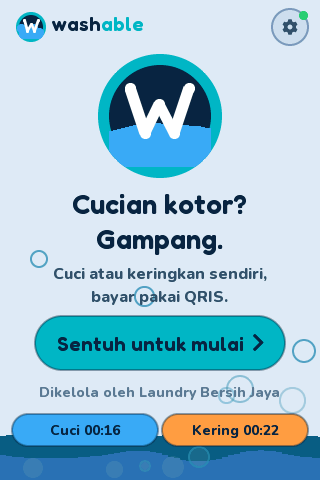 washable
W
Cucian kotor?
Gampang.
Cuci atau keringkan sendiri,
bayar pakai QRIS.
Sentuh untuk mulai
Dikelola oleh Laundry Bersih Jaya
Cuci 00:16
Kering 00:22